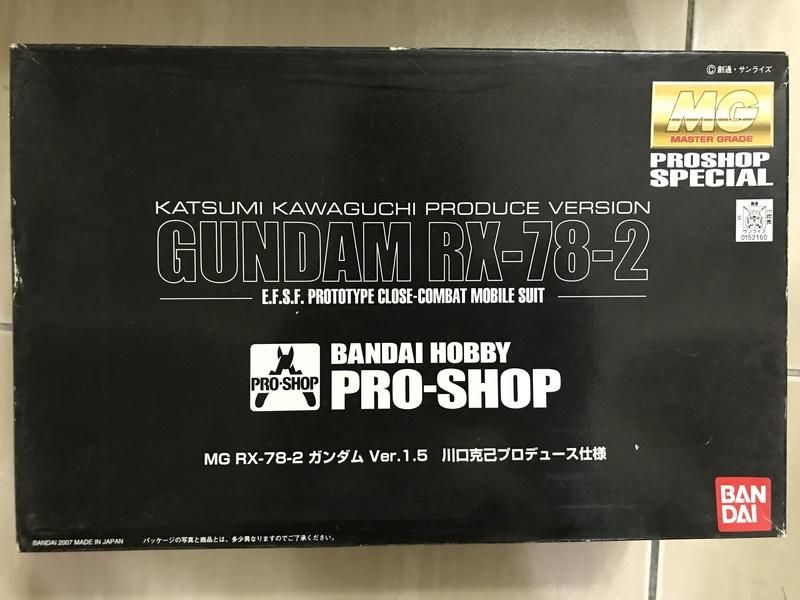 ©創通・サンライズ
MG
MASTER GRADE
PROSHOP
SPECIAL
創通
サンライズ
0152160
KATSUMI KAWAGUCHI PRODUCE VERSION
GUNDAM RX-78-2
E.F.S.F. PROTOTYPE CLOSE-COMBAT MOBILE SUIT
PRO-SHOP
BANDAI HOBBY
PRO-SHOP
MG RX-78-2 ガンダム Ver.1.5 川口克己プロデュース仕様
BAN
DAI
BANDAI 2007 MADE IN JAPAN パッケージの写真と商品とは、多少異なりますのでご了承ください。